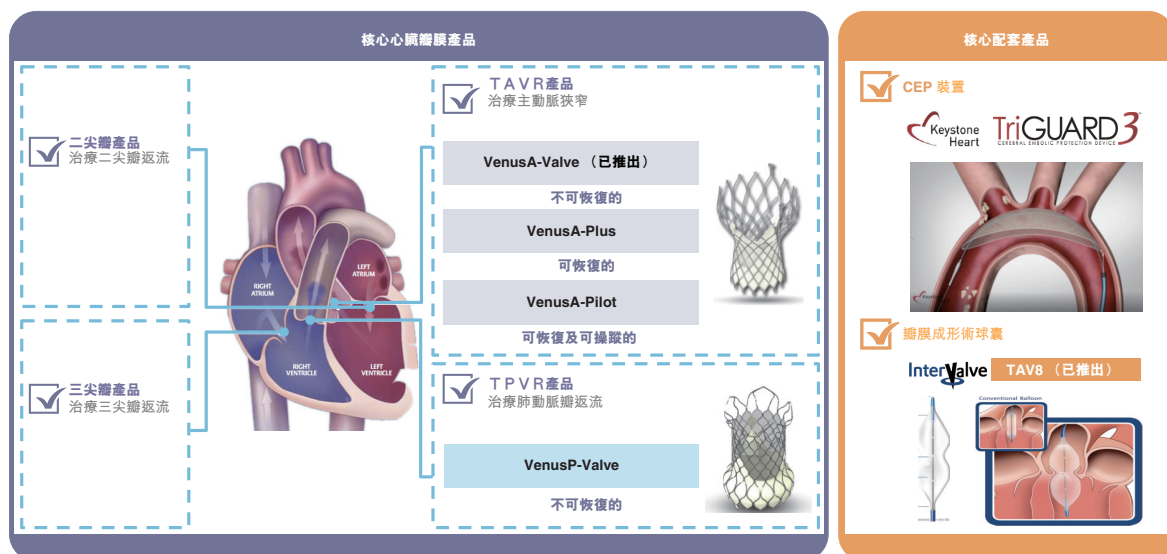 核心心臟瓣膜產品
二尖瓣產品
治療二尖瓣返流
三尖瓣產品
治療三尖瓣返流
RIGHT
ATRIUM
LEFT
ATRIUM
RIGHT
VENTRICLE
LEFT
VENTRICLE
TAVR產品
治療主動脈狹窄
VenusA-Valve （已推出）
不可恢復的
VenusA-Plus
可恢復的
VenusA-Pilot
可恢復及可操蹤的
TPVR產品
治療肺動脈瓣返流
VenusP-Valve
不可恢復的
核心配套產品
CEP 裝置
Keystone
Heart
TriGUARD3
CEREBRAL EMBOLIC PROTECTION DEVICE
瓣膜成形術球囊
InterValve
TAV8 （已推出）
Conventional Balloon